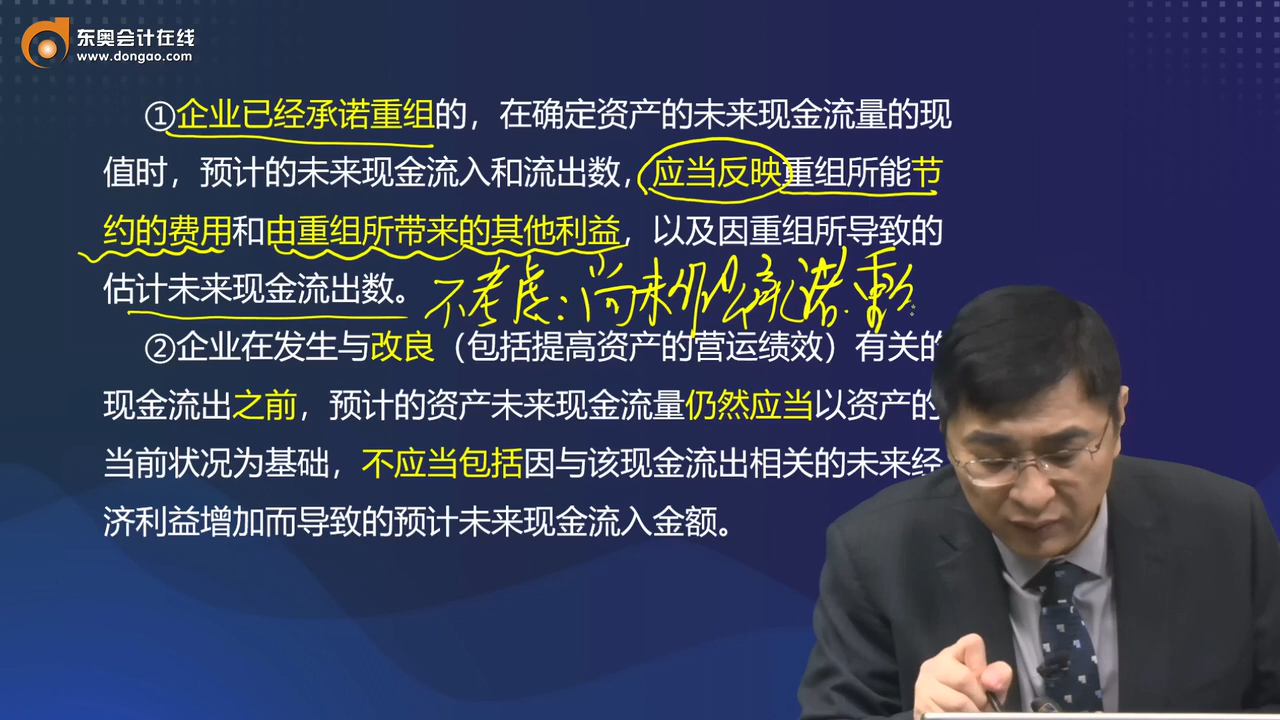 东奥会计在线
www.dongao.com
①企业已经承诺重组的，在确定资产的未来现金流量的现
值时，预计的未来现金流入和流出数，应当反映重组所能节
约的费用和由重组所带来的其他利益，以及因重组所导致的
估计未来现金流出数。
不考虑：尚未 承诺重
②企业在发生与改良（包括提高资产的营运绩效）有关的
现金流出之前，预计的资产未来现金流量仍然应当以资产的
当前状况为基础，不应当包括因与该现金流出相关的未来经
济利益增加而导致的预计未来现金流入金额。